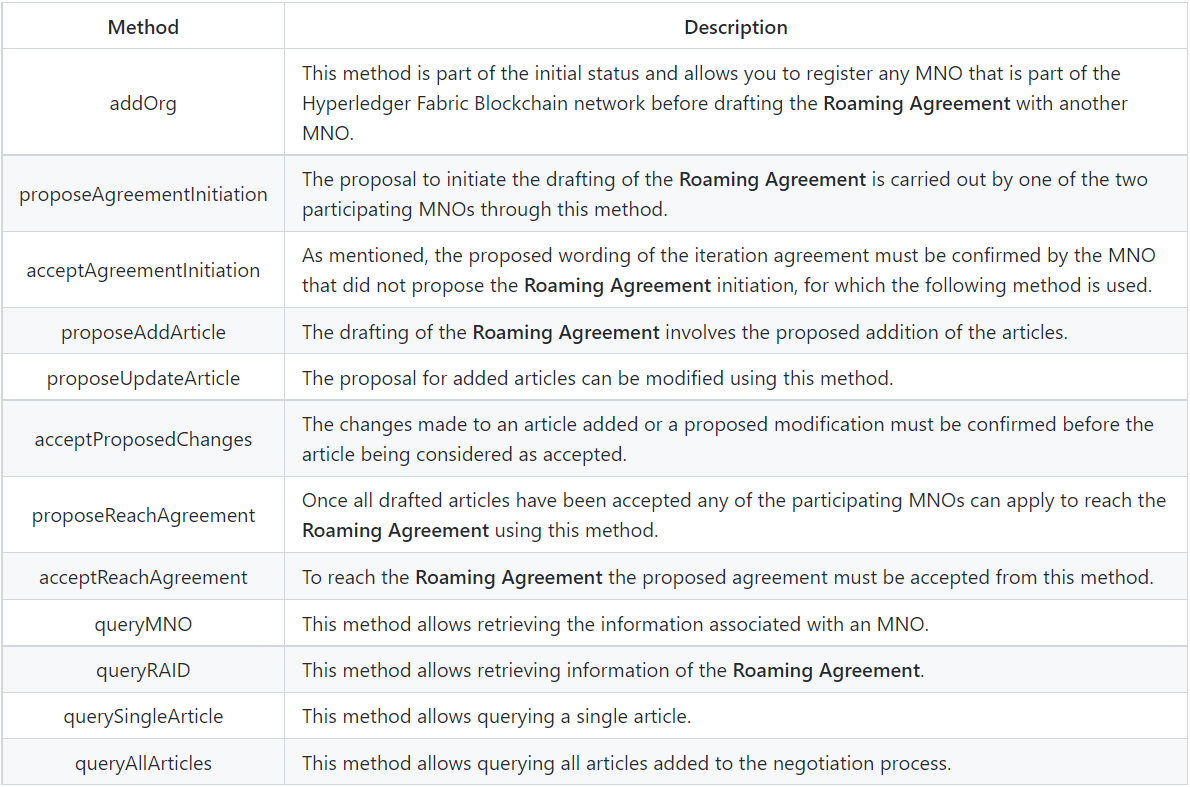 Method
Description
addOrg
This method is part of the initial status and allows you to register any MNO that is part of the
Hyperledger Fabric Blockchain network before drafting the Roaming Agreement with another
MNO.
proposeAgreementInitiation
The proposal to initiate the drafting of the Roaming Agreement is carried out by one of the two
participating MNOs through this method.
acceptAgreementInitiation
As mentioned, the proposed wording of the iteration agreement must be confirmed by the MNO
that did not propose the Roaming Agreement initiation, for which the following method is used.
proposeAddArticle
The drafting of the Roaming Agreement involves the proposed addition of the articles.
proposeUpdateArticle
The proposal for added articles can be modified using this method.
acceptProposedChanges
The changes made to an article added or a proposed modification must be confirmed before the
article being considered as accepted.
proposeReachAgreement
Once all drafted articles have been accepted any of the participating MNOs can apply to reach the
Roaming Agreement using this method.
acceptReachAgreement
To reach the Roaming Agreement the proposed agreement must be accepted from this method.
queryMNO
This method allows retrieving the information associated with an MNO.
queryRAID
This method allows retrieving information of the Roaming Agreement.
querySingleArticle
This method allows querying a single article.
queryAllArticles
This method allows querying all articles added to the negotiation process.